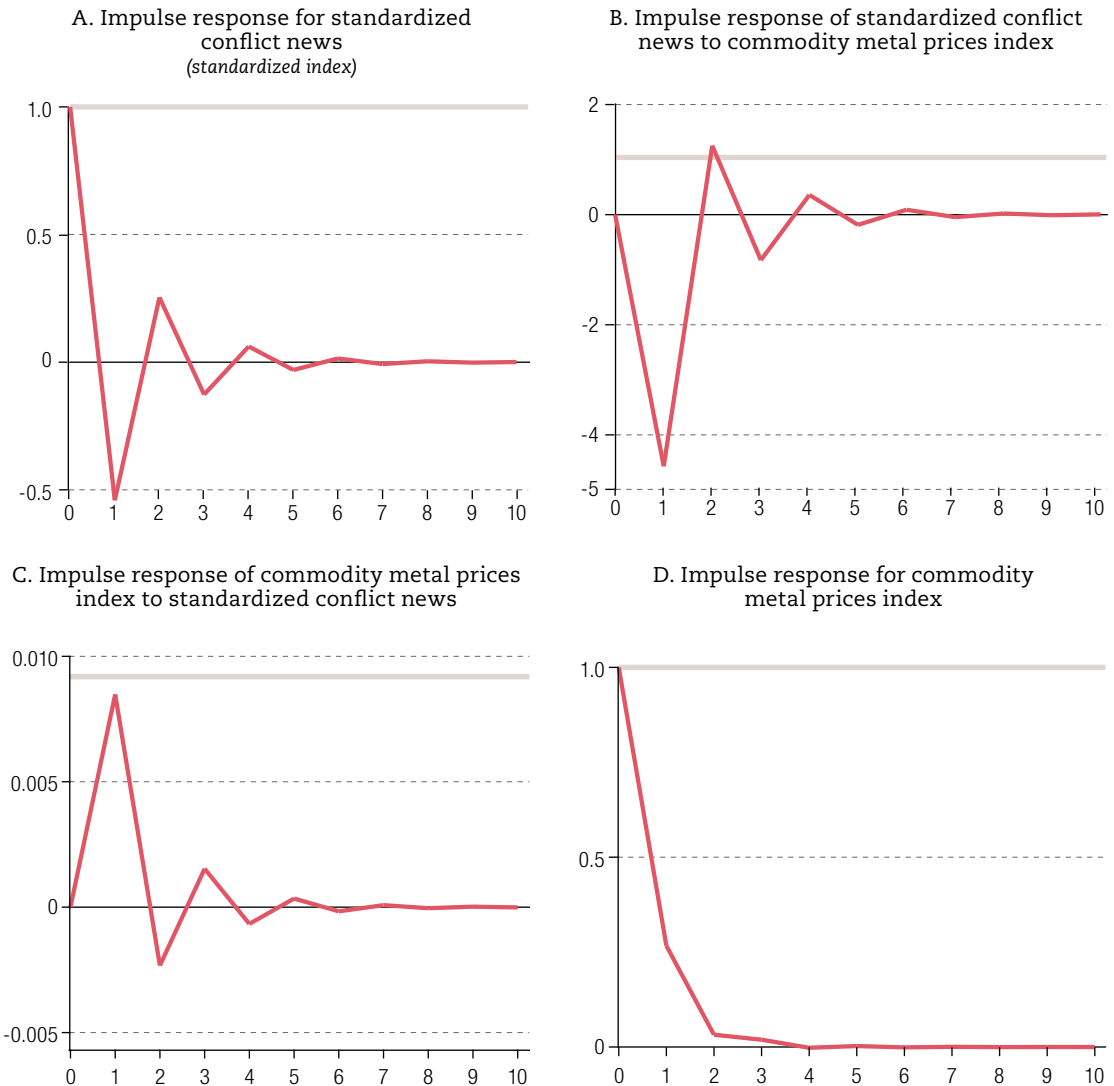 A. Impulse response for standardized
conflict news
(standardized index)
1.0
0.5
0
-0.5
0 1 2 3 4 5 6 7 8 9 10
B. Impulse response of standardized conflict
news to commodity metal prices index
2
0
-2
-4
-5
0 1 2 3 4 5 6 7 8 9 10
C. Impulse response of commodity metal prices
index to standardized conflict news
0.010
0.005
0
-0.005
0 1 2 3 4 5 6 7 8 9 10
D. Impulse response for commodity
metal prices index
1.0
0.5
0
0 1 2 3 4 5 6 7 8 9 10